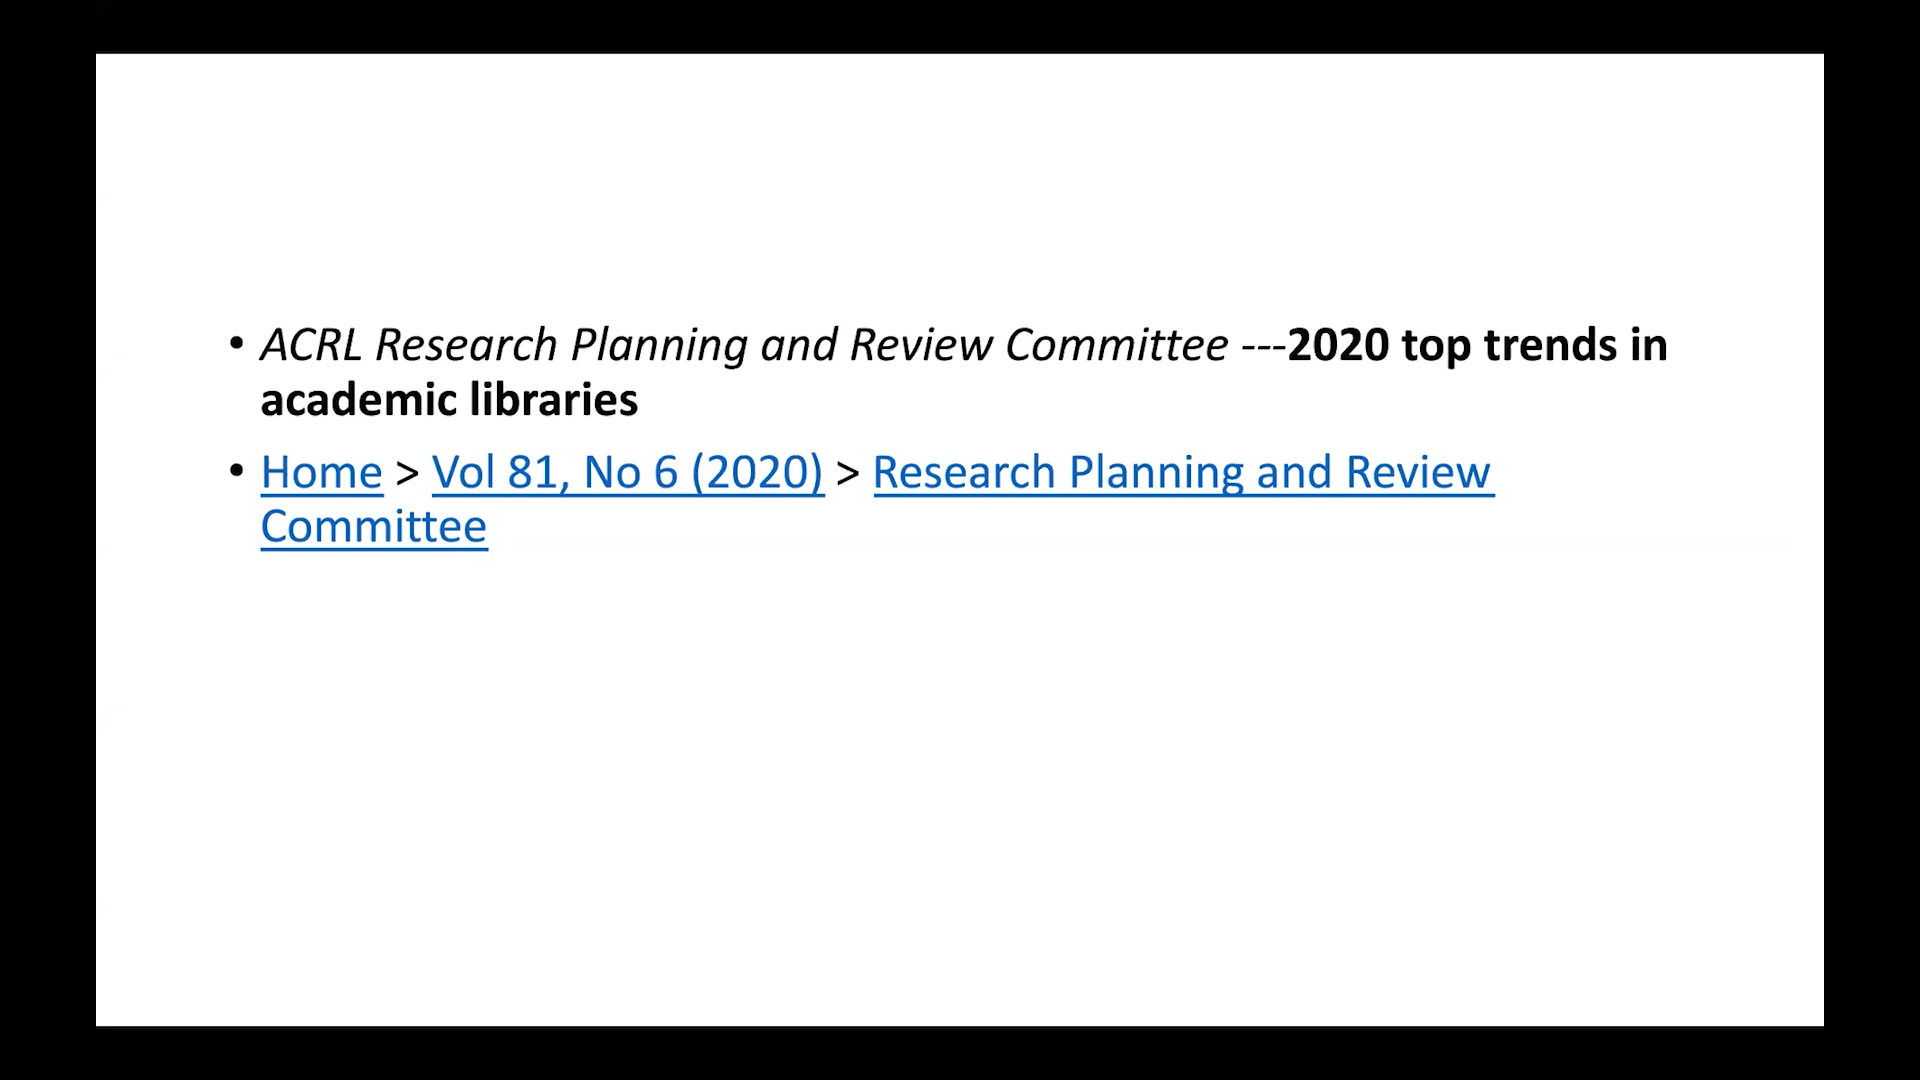 • ACRL Research Planning and Review Committee ---2020 top trends in
academic libraries
• Home > Vol 81, No 6 (2020) > Research Planning and Review
Committee